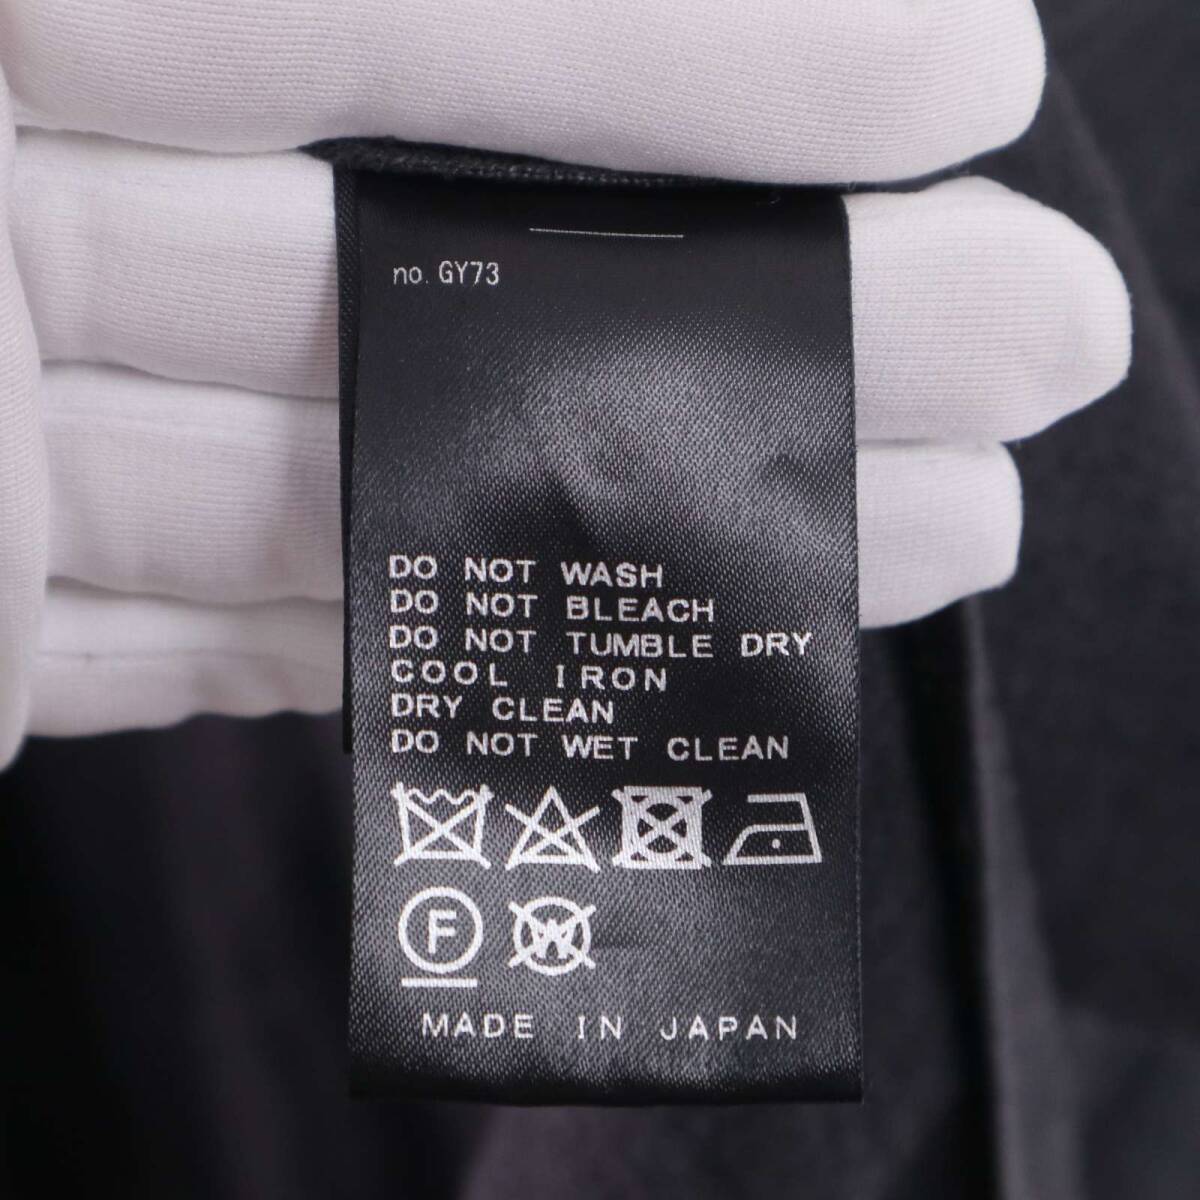 no. GY73
DO NOT WASH
DO NOT BLEACH
DO NOT TUMBLE DRY
COOL IRON
DRY CLEAN
DO NOT WET CLEAN
F W
MADE IN JAPAN